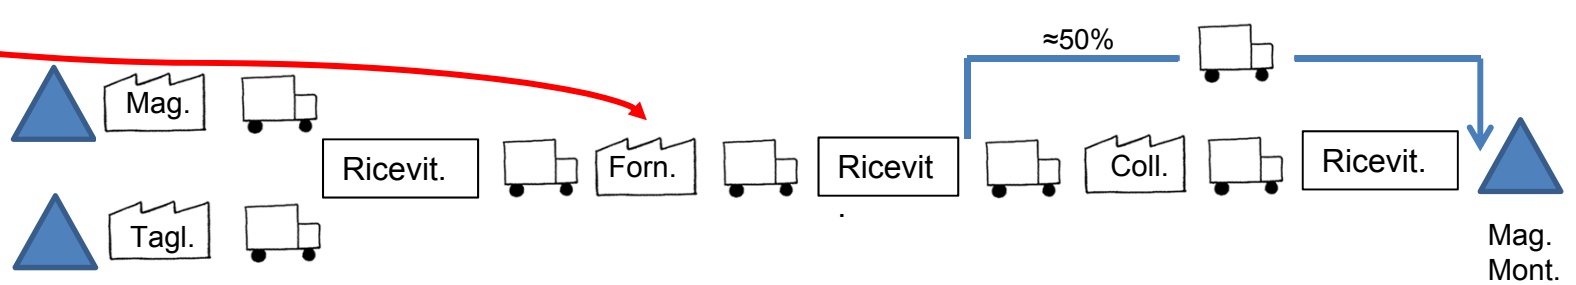 ≈50%
Mag.
Ricevit.
Forn.
Ricevit
.
Coll.
Ricevit.
Tagl.
Mag.
Mont.